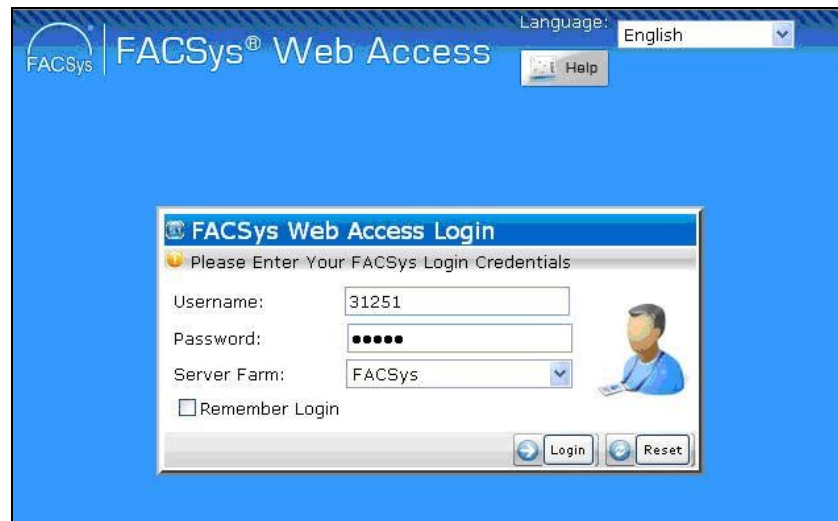 Language:
English
FACSys
FACSys® Web Access
Help
FACSys Web Access Login
Please Enter Your FACSys Login Credentials
Username:
31251
Password:
●●●●●
Server Farm:
FACSys
Remember Login
Login
Reset